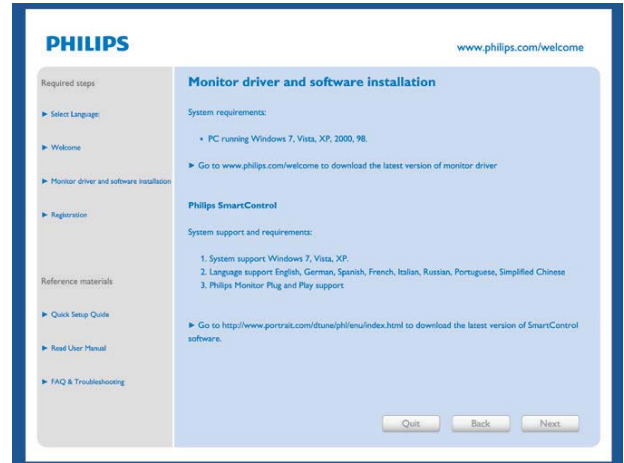 PHILIPS
www.philips.com/welcome
Required steps
► Select Language:
► Welcome
► Monitor driver and software installation
► Registration
Reference materials
► Quick Setup Quide
► Read User Manual
► FAQ & Troubleshooting
Monitor driver and software installation
System requirements:
• PC running Windows 7, Vista, XP, 2000, 98.
► Go to www.philips.com/welcome to download the latest version of monitor driver
Philips SmartControl
System support and requirements:
1. System support Windows 7, Vista, XP.
2. Language support English, German, Spanish, French, Italian, Russian, Portuguese, Simplified Chinese
3. Philips Monitor Plug and Play support
► Go to http://www.portrait.com/dtune/phl/enu/index.html to download the latest version of SmartControl
software.
Quit
Back
Next